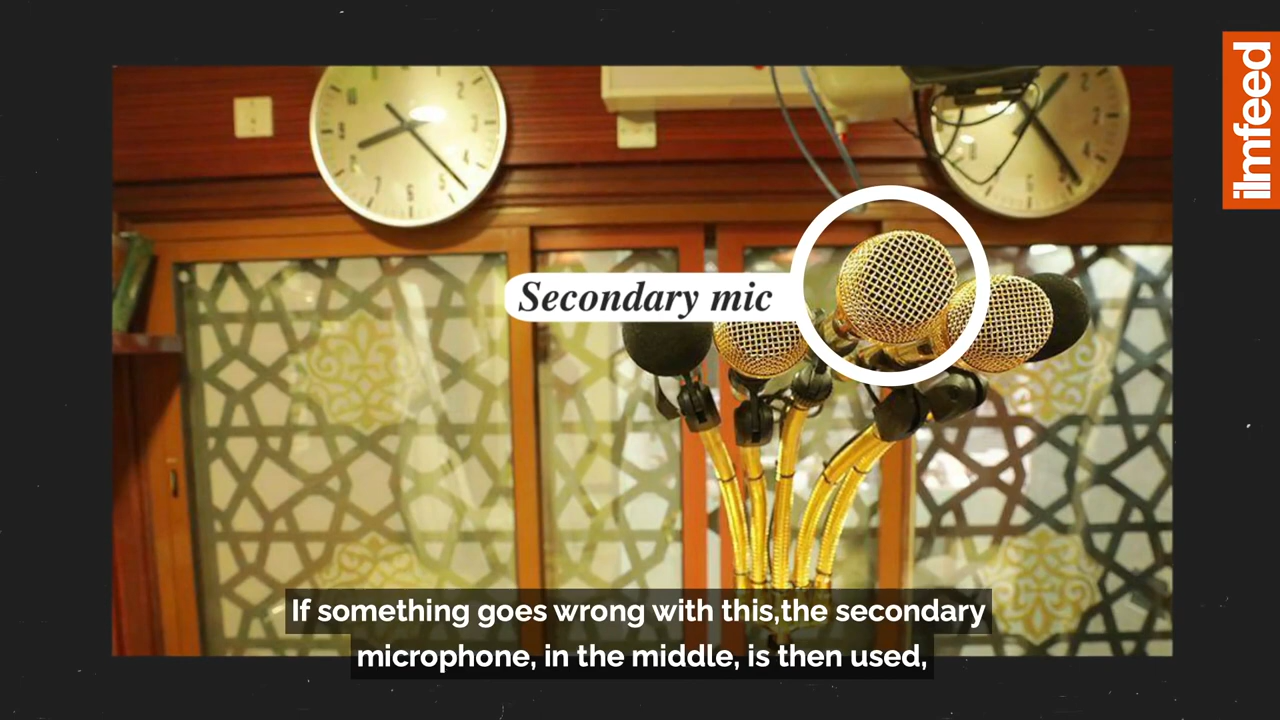 ilmfeed
Secondary mic
If something goes wrong with this,the secondary
microphone, in the middle, is then used,